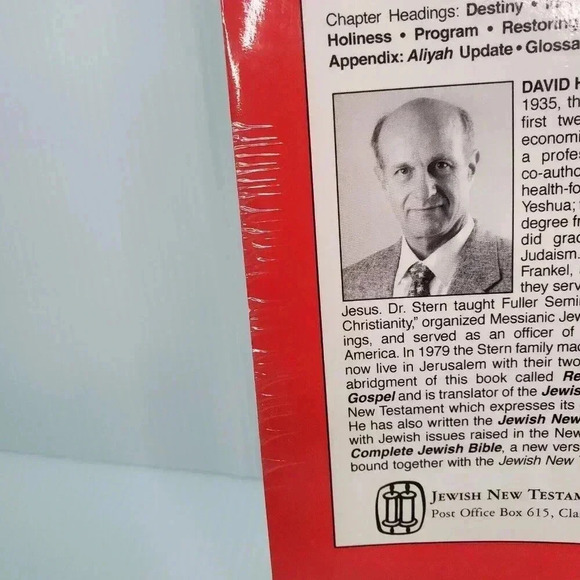 Chapter Headings: Destiny •
Holiness • Program • Restoring
Appendix: Aliyah Update • Glossa
DAVID H
1935, th
first twe
economi
a profes
co-autho
health-fo
Yeshua;
degree fr
did grad
Judaism.
Frankel,
they serv
Jesus. Dr. Stern taught Fuller Semi
Christianity," organized Messianic Jew
ings, and served as an officer of
America. In 1979 the Stern family mad
now live in Jerusalem with their two
abridgment of this book called Re
Gospel and is translator of the Jewis
New Testament which expresses its
He has also written the Jewish New
with Jewish issues raised in the New
Complete Jewish Bible, a new vers
bound together with the Jewish New T
JEWISH NEW TESTAM
Post Office Box 615, Cla